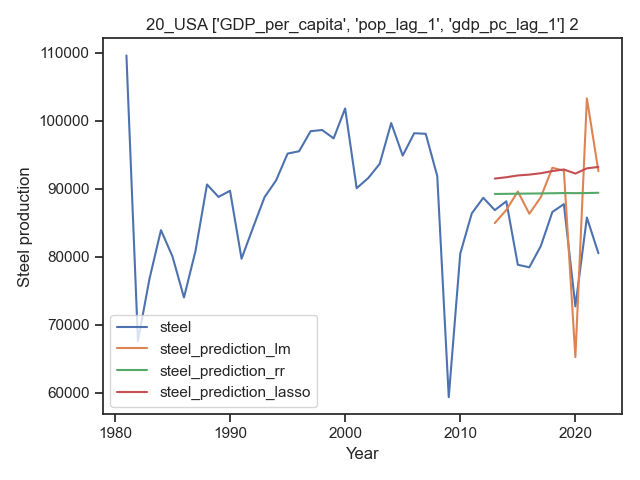 20_USA ['GDP_per_capita', 'pop_lag_1', 'gdp_pc_lag_1'] 2
110000
100000
90000
80000
70000
60000
Steel production
steel
steel_prediction_lm
steel_prediction_rr
steel_prediction_lasso
1980
1990
2000
2010
2020
Year